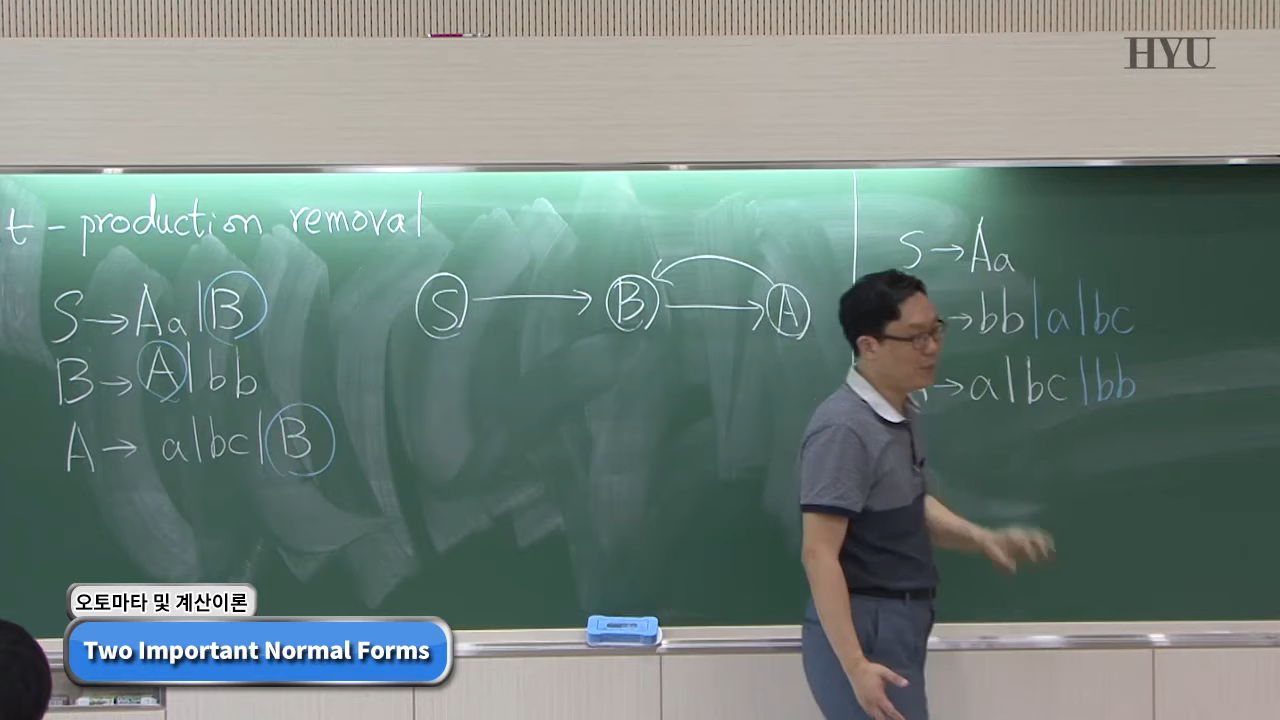 HYU
t - production removal
S → Aa | B
B → A | bb
A → a | bc | B
S B A
S → Aa
→ bb | a | bc
→ a | bc | bb
오토마타 및 계산이론
Two Important Normal Forms